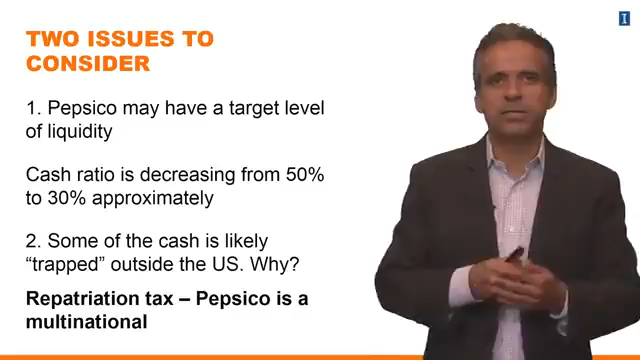 TWO ISSUES TO
CONSIDER
1. Pepsico may have a target level
of liquidity
Cash ratio is decreasing from 50%
to 30% approximately
2. Some of the cash is likely
“trapped” outside the US. Why?
Repatriation tax – Pepsico is a
multinational
I